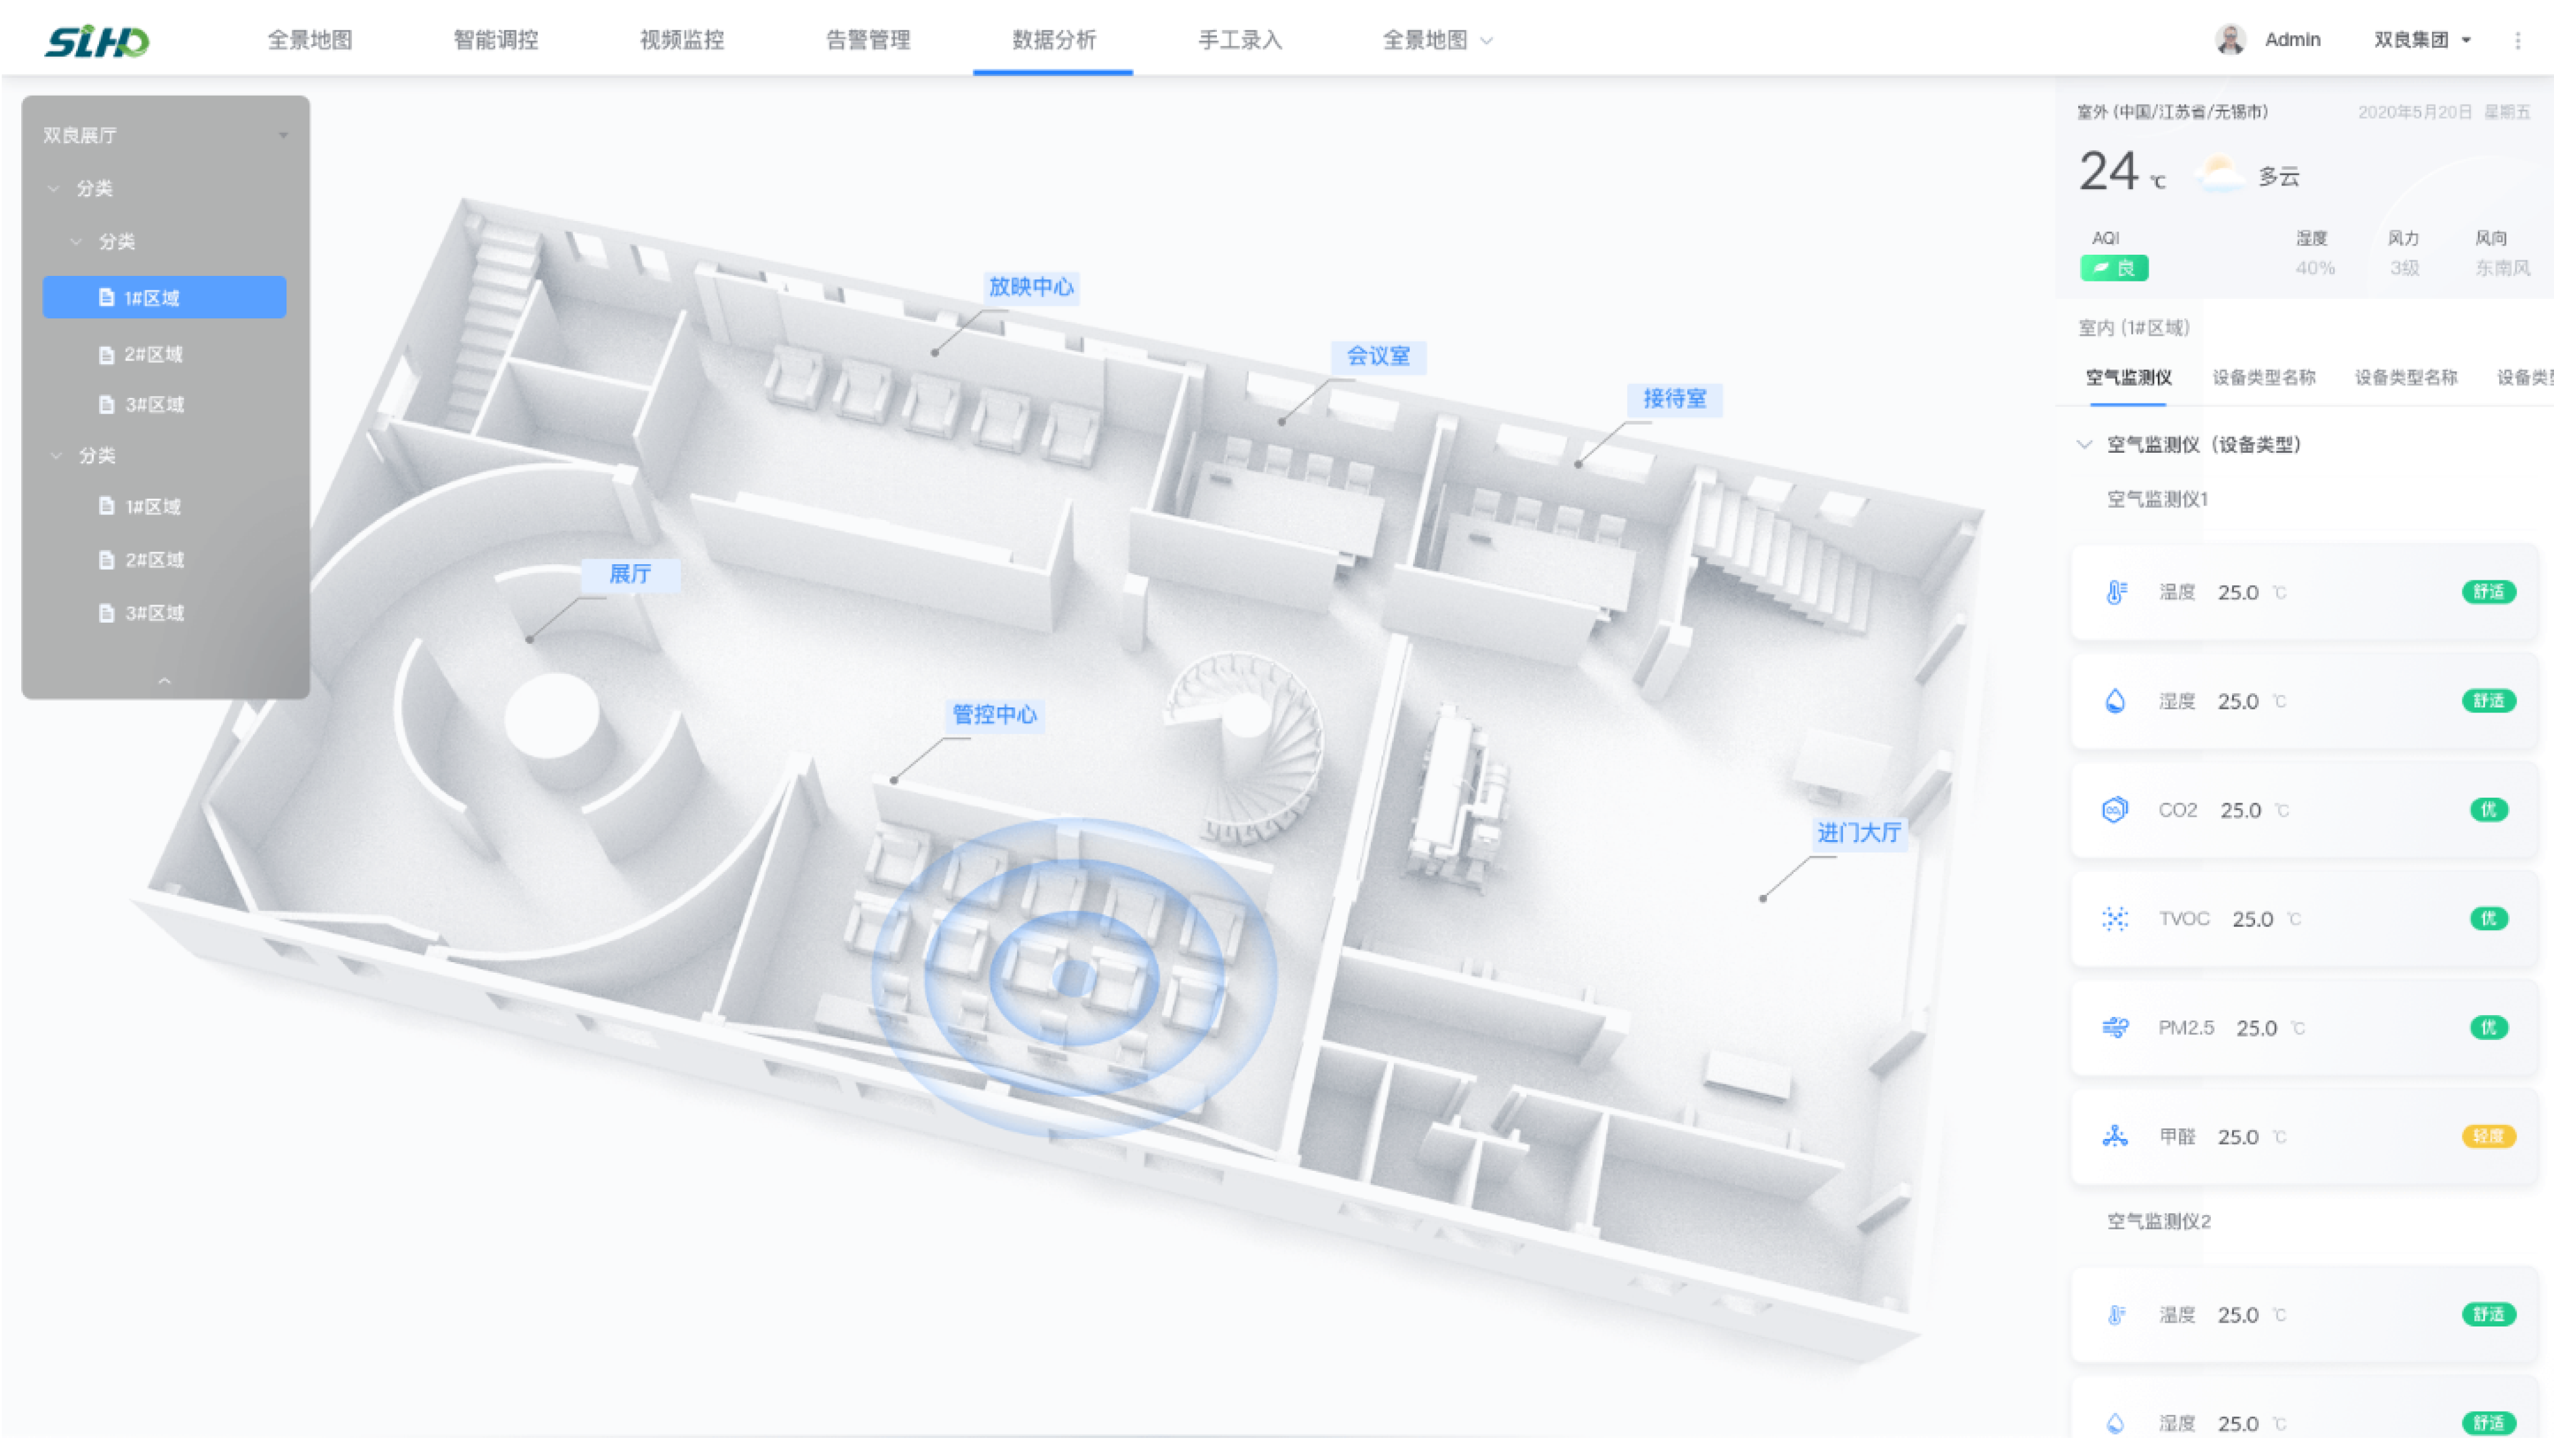 SLHO
全景地图
智能调控
视频监控
告警管理
数据分析
手工录入
全景地图
Admin
双良集团
双良展厅
分类
分类
1#区域
2#区域
3#区域
分类
1#区域
2#区域
3#区域
放映中心
会议室
接待室
展厅
管控中心
进门大厅
室外 (中国/江苏省/无锡市)
2020年5月20日 星期五
24 ℃
多云
AQI
良
湿度
40%
风力
3级
风向
东南风
室内 (1#区域)
空气监测仪
设备类型名称
设备类型名称
设备类型
空气监测仪（设备类型）
空气监测仪1
温度 25.0 ℃ 舒适
湿度 25.0 ℃ 舒适
CO2 25.0 ℃ 优
TVOC 25.0 ℃ 优
PM2.5 25.0 ℃ 优
甲醛 25.0 ℃ 轻度
空气监测仪2
温度 25.0 ℃ 舒适
湿度 25.0 ℃ 舒适